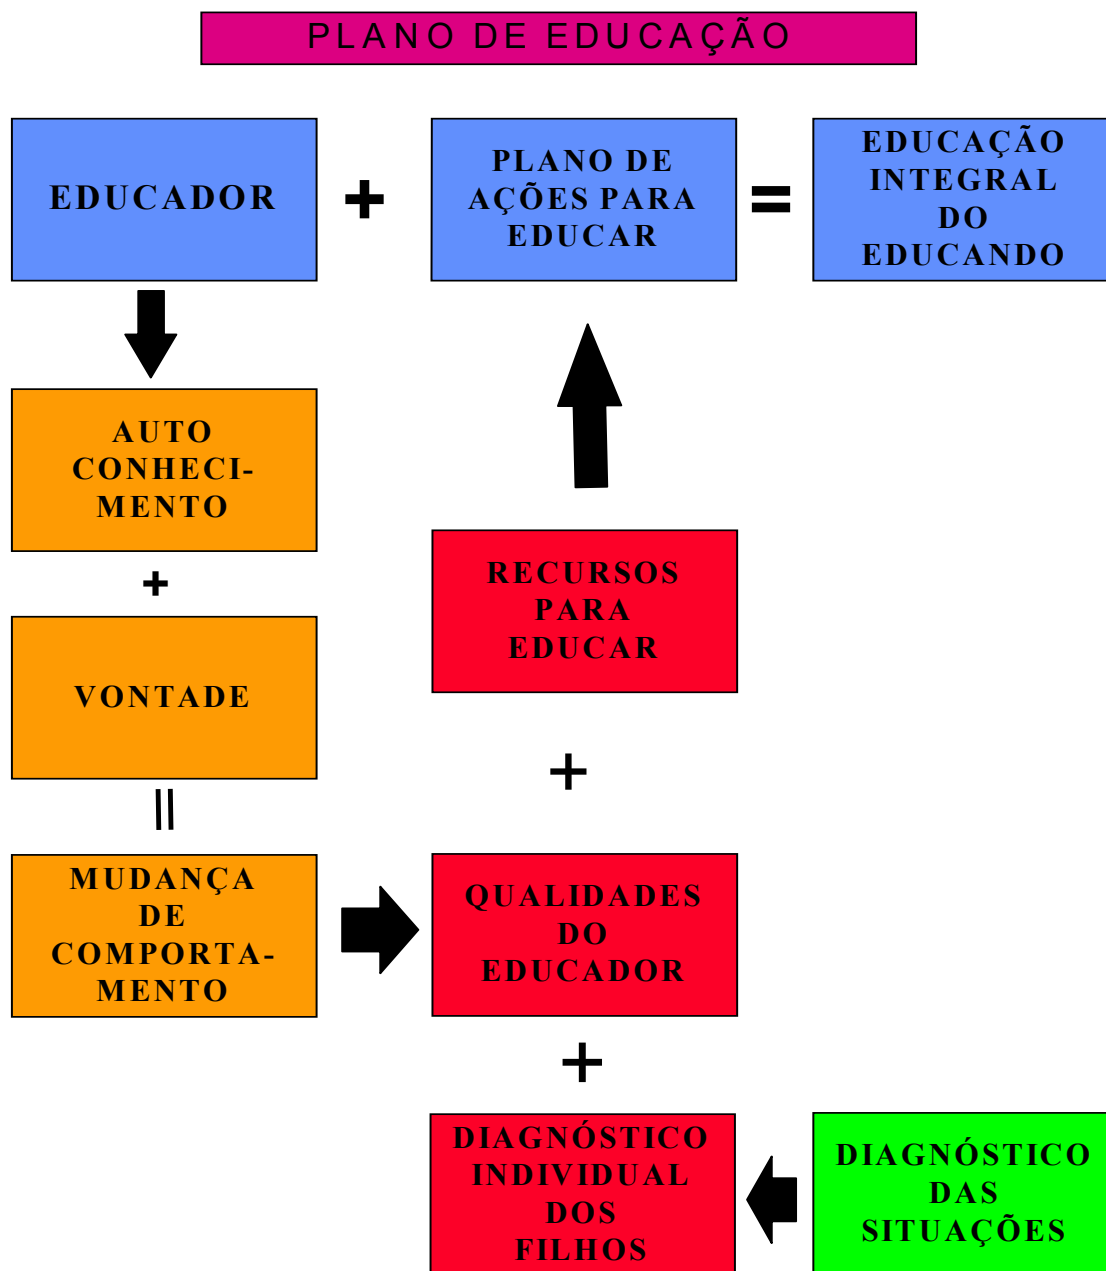 PLANO DE EDUCAÇÃO
EDUCADOR
+
PLANO DE
AÇÕES PARA
EDUCAR
=
EDUCAÇÃO
INTEGRAL
DO
EDUCANDO
AUTO
CONHECI-
MENTO
+
VONTADE
=
MUDANÇA
DE
COMPORTA-
MENTO
RECURSOS
PARA
EDUCAR
+
QUALIDADES
DO
EDUCADOR
+
DIAGNÓSTICO
INDIVIDUAL
DOS
FILHOS
DIAGNÓSTICO
DAS
SITUAÇÕES